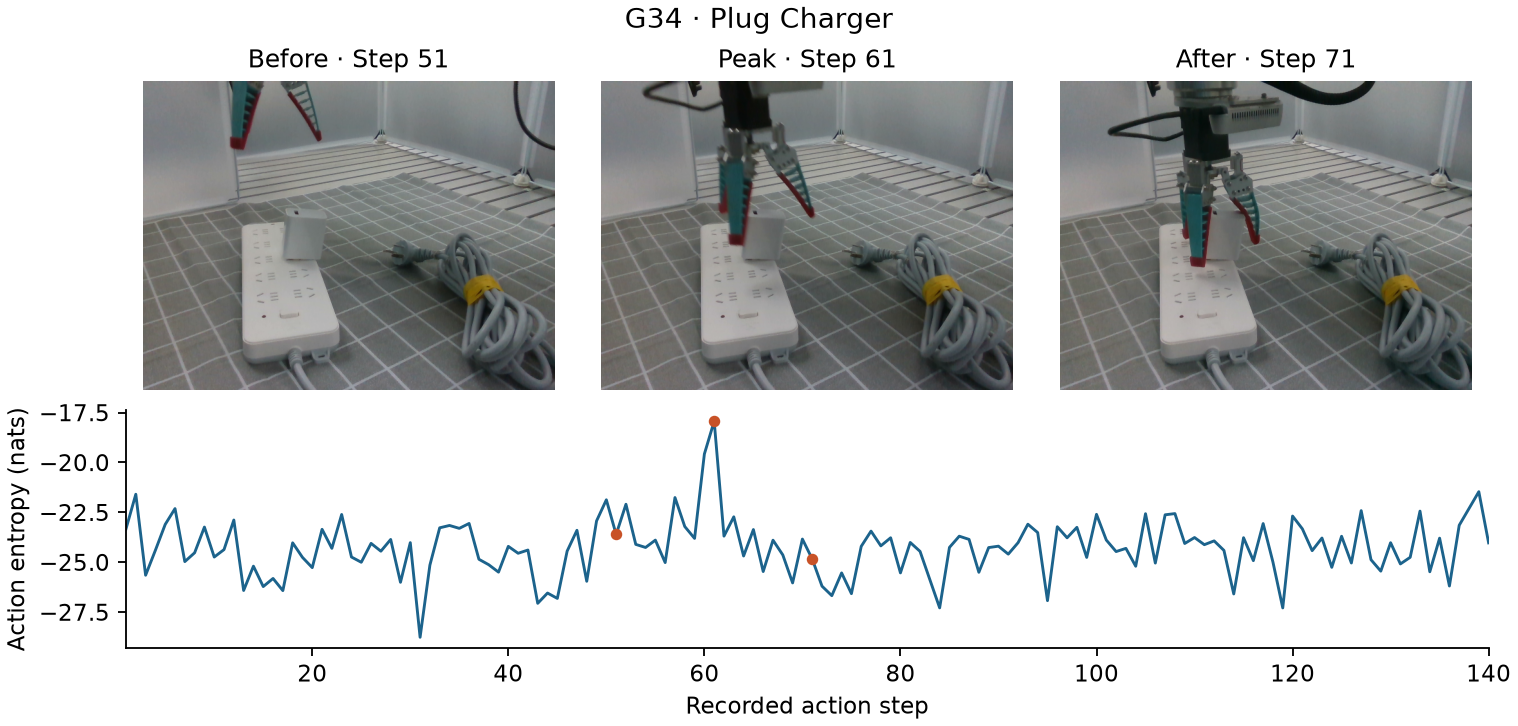 G34 · Plug Charger
Before · Step 51
Peak · Step 61
After · Step 71
Action entropy (nats)
−17.5
−20.0
−22.5
−25.0
−27.5
20
40
60
80
100
120
140
Recorded action step